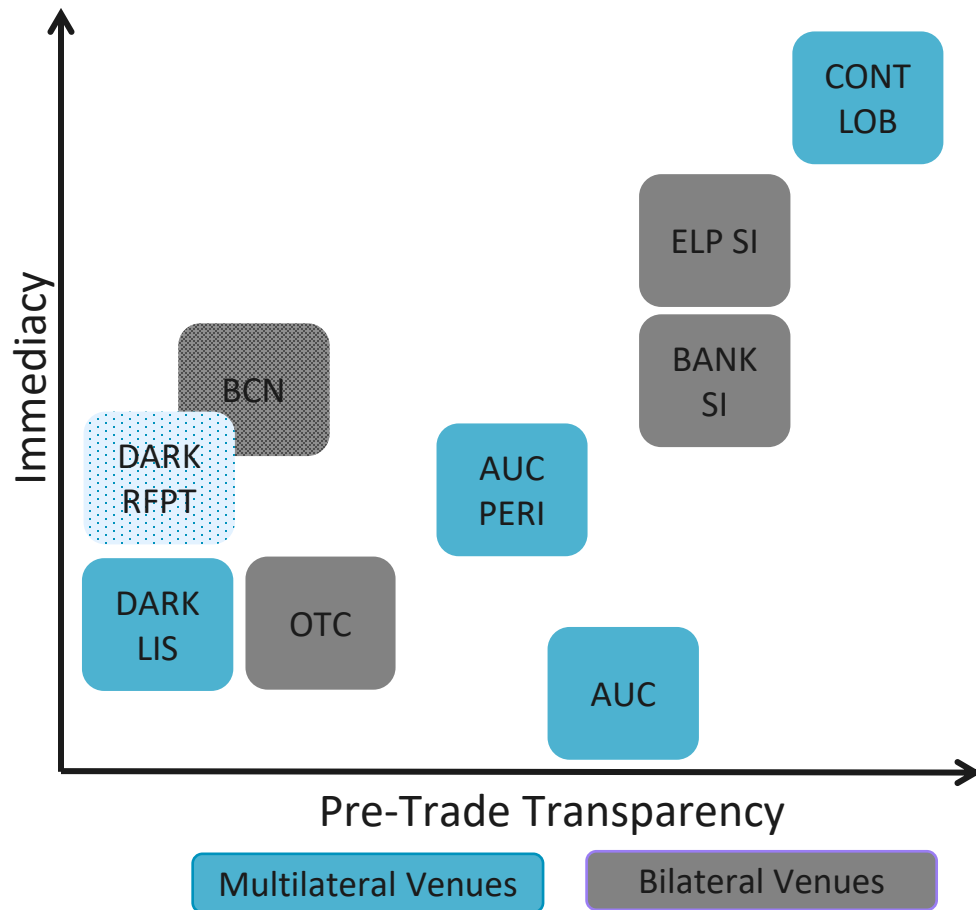 CONT
LOB
ELP SI
BANK
SI
BCN
DARK
RFPT
AUC
PERI
DARK
LIS
OTC
AUC
Immediacy
Pre-Trade Transparency
Multilateral Venues
Bilateral Venues